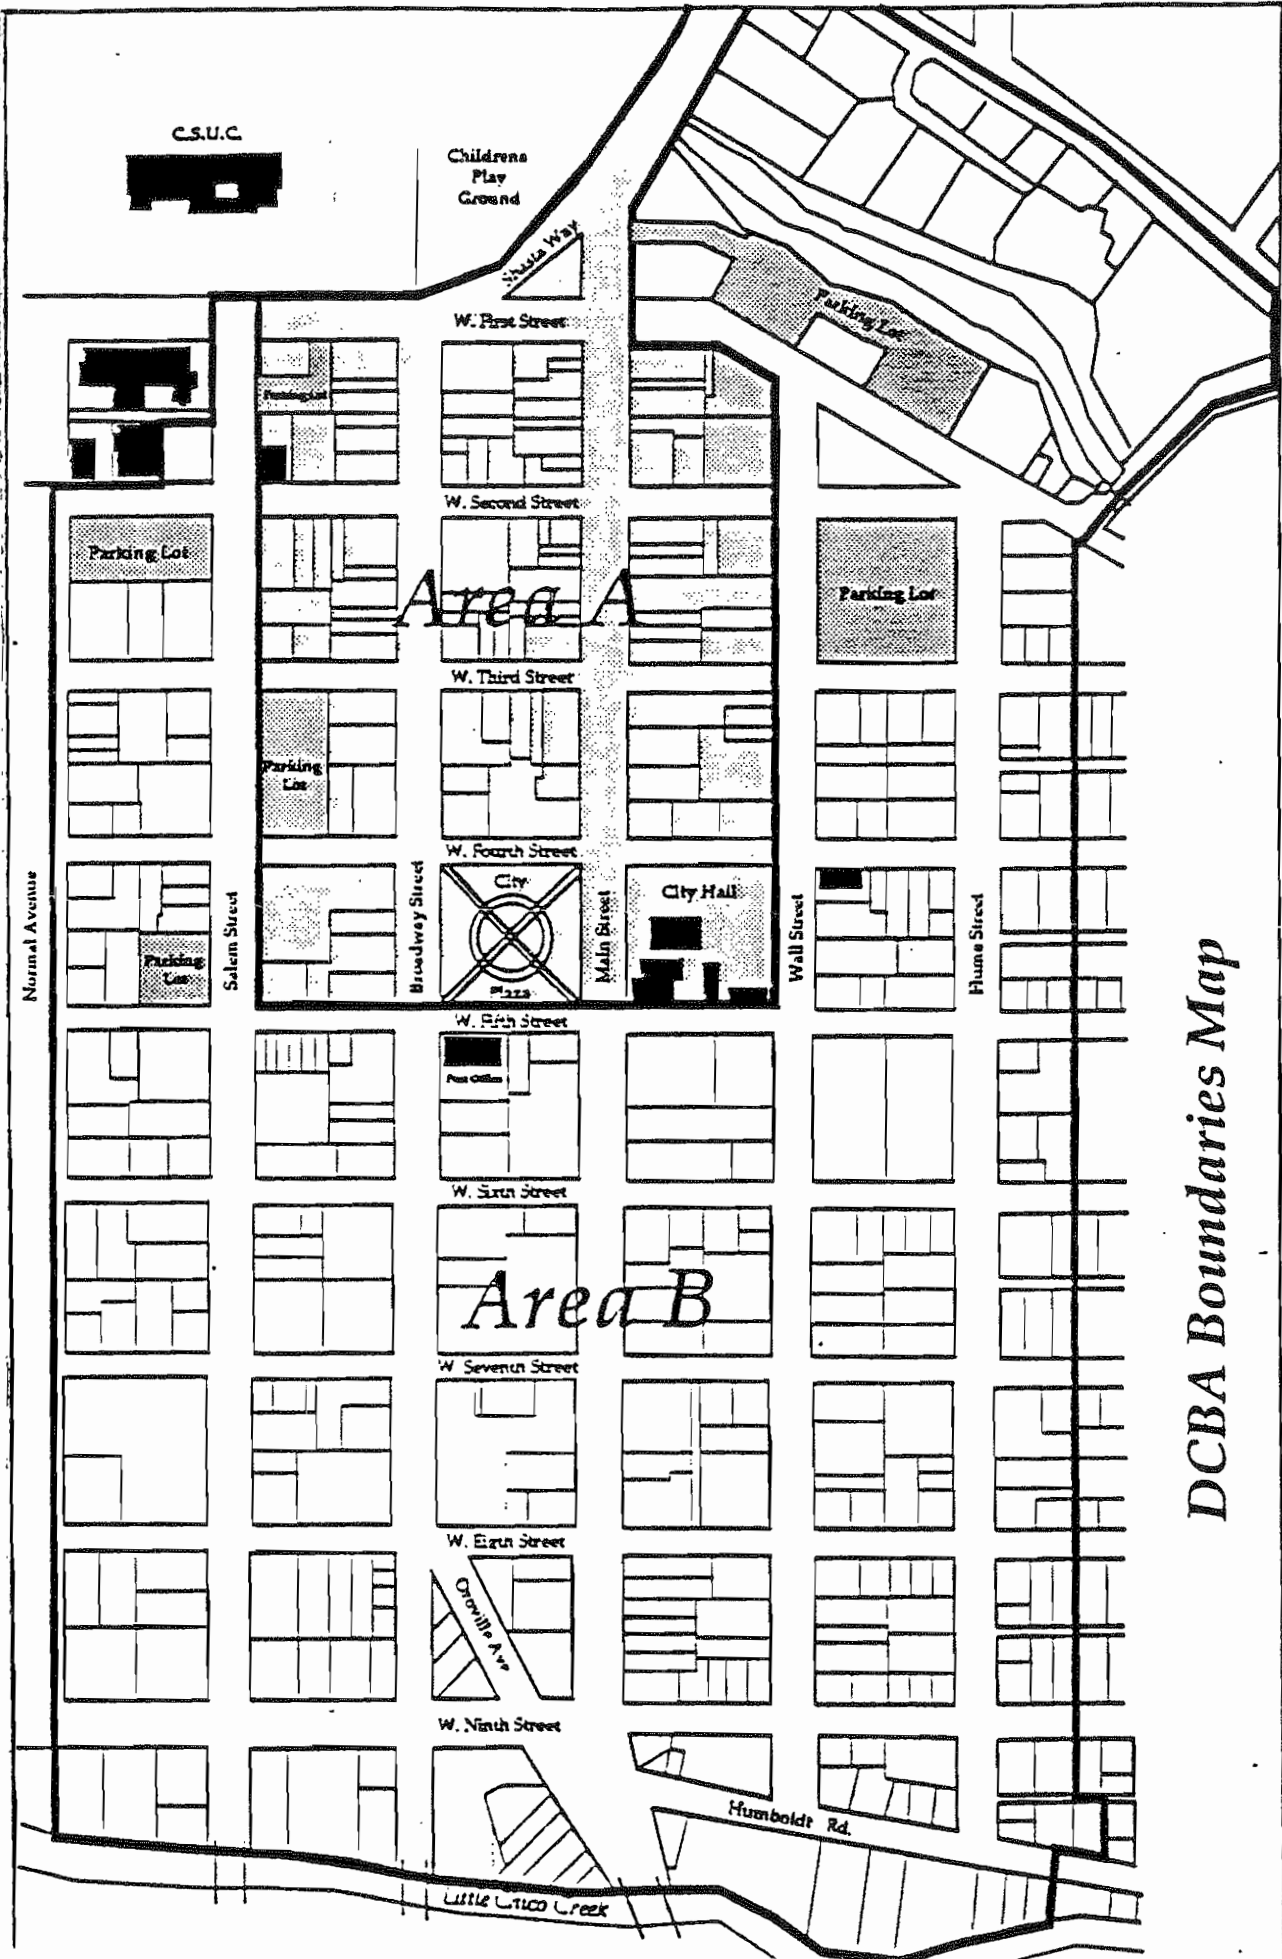 C.S.U.C.
Childrens
Play
Ground
Shasta Way
Parking Lot
W. First Street
Parking Lot
W. Second Street
Parking Lot
Area A
Parking Lot
W. Third Street
Parking
Lot
W. Fourth Street
City
Plaza
City Hall
Normal Avenue
Salem Street
Broadway Street
Main Street
Wall Street
Flume Street
Parking
Lot
W. Fifth Street
Post Office
DCBA Boundaries Map
W. Sixth Street
Area B
W. Seventh Street
W. Eigth Street
Oroville Ave
W. Ninth Street
Humboldt Rd.
Little Chico Creek